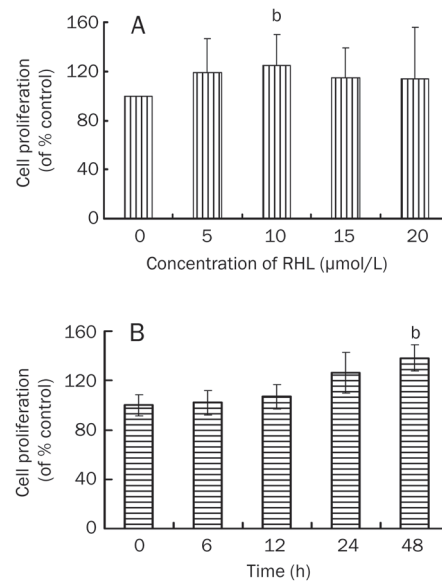 A
b
Cell proliferation
(of % control)
160
120
80
40
0
0 5 10 15 20
Concentration of RHL (μmol/L)
B
b
Cell proliferation
(of % control)
160
120
80
40
0
0 6 12 24 48
Time (h)